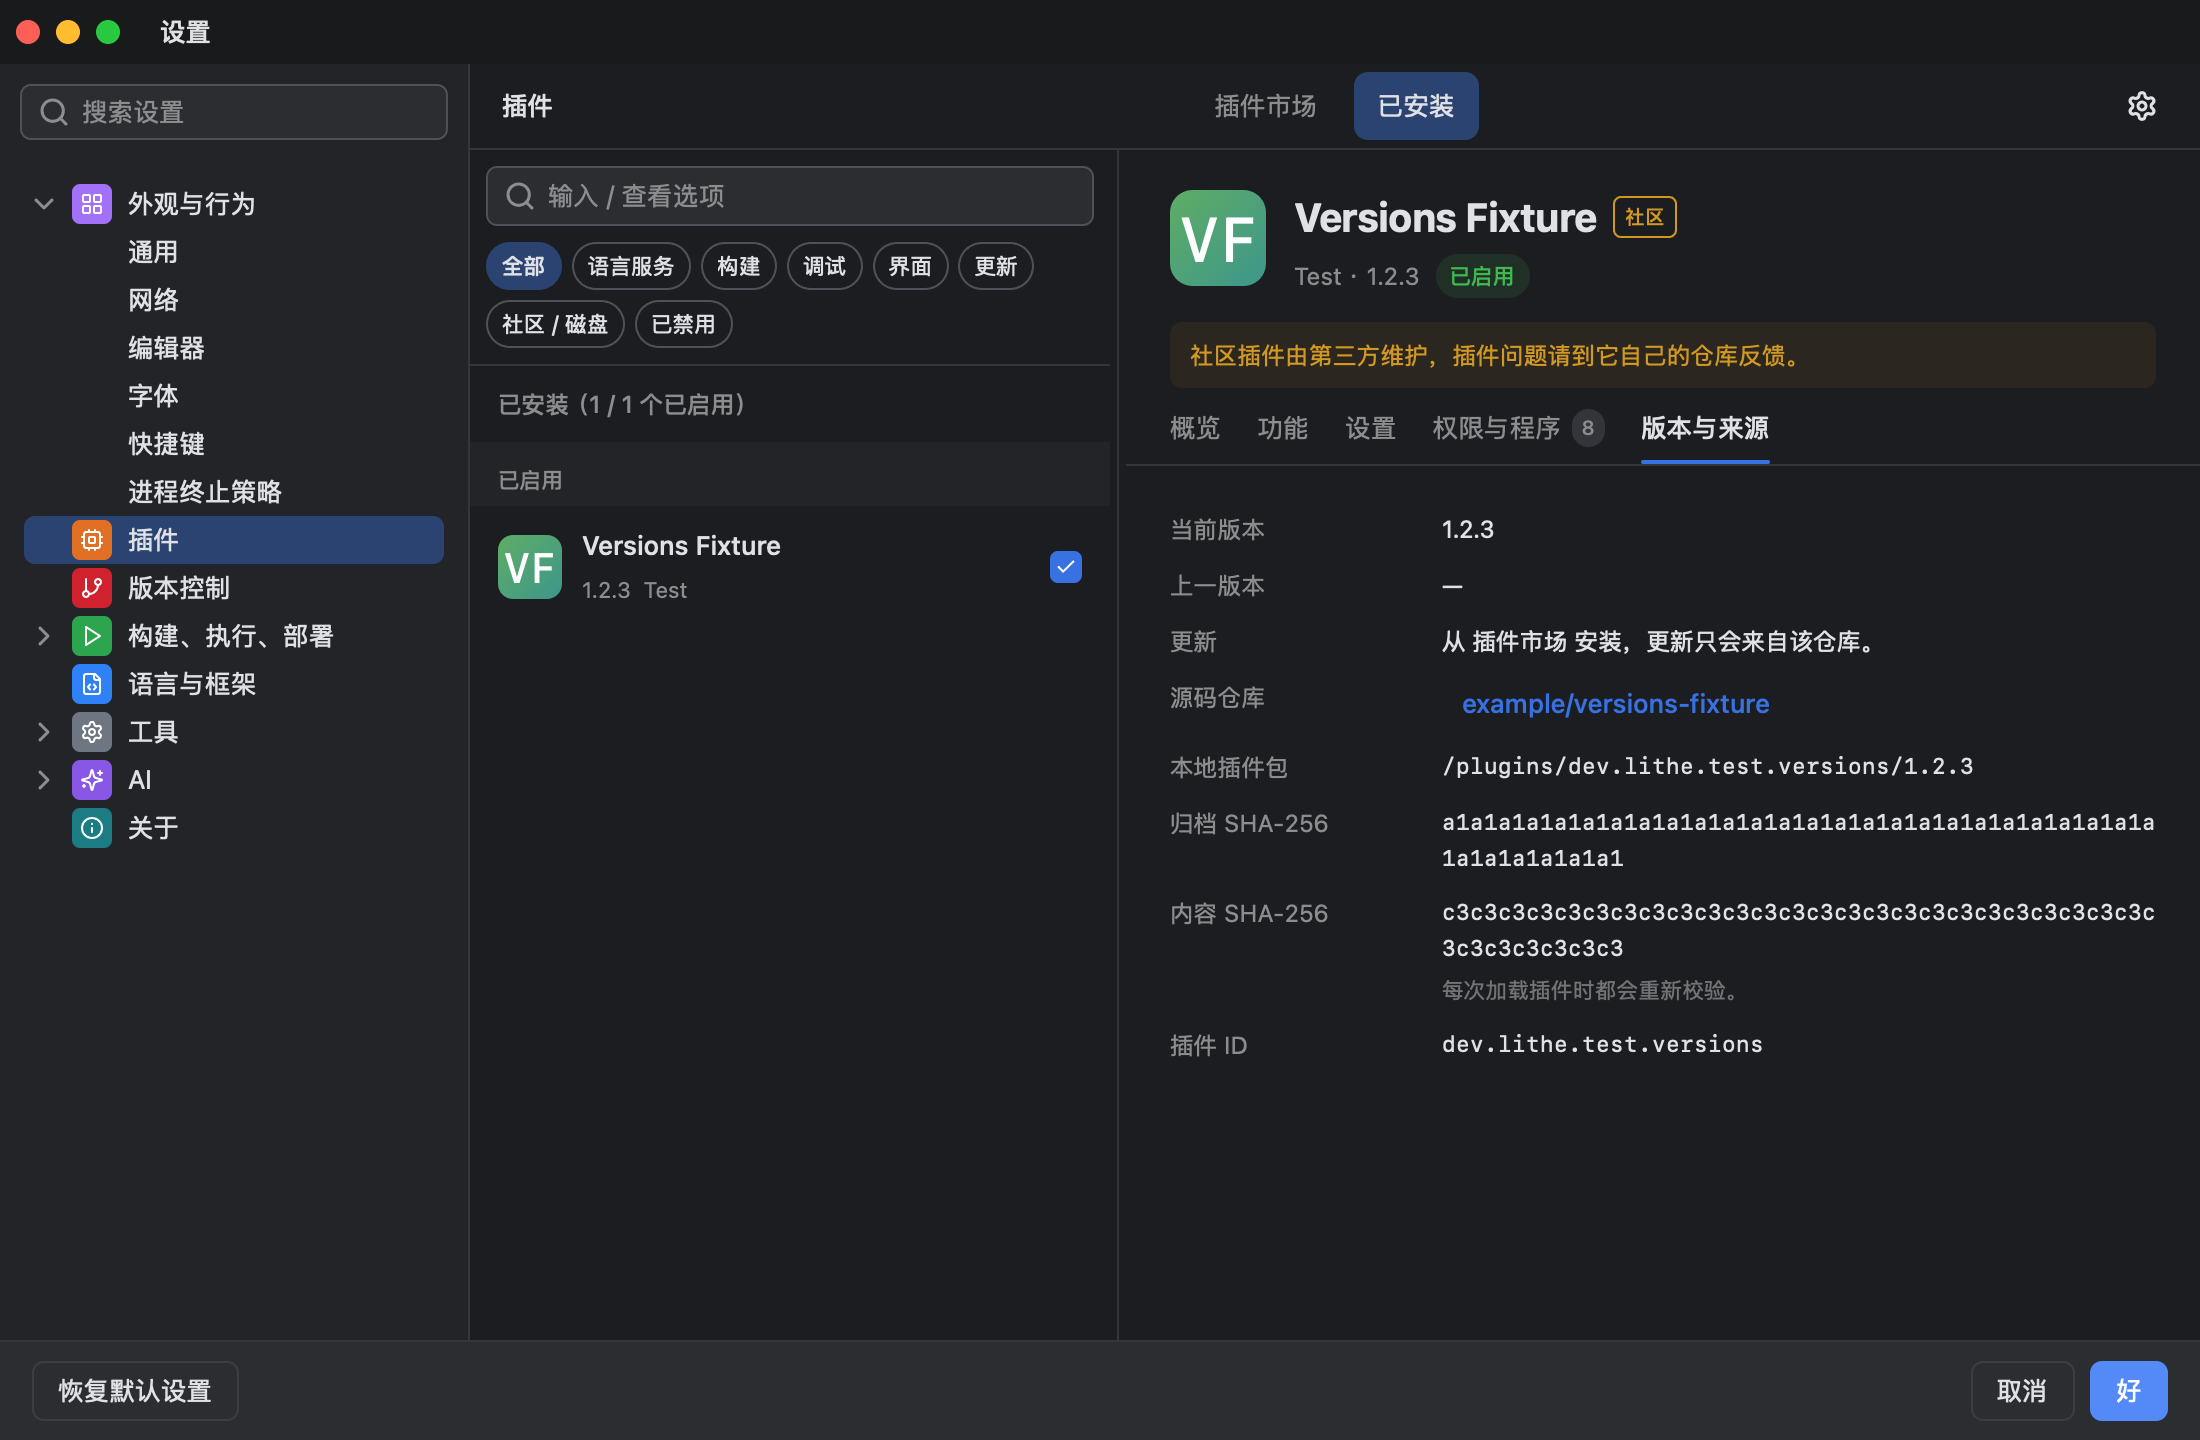 设置
搜索设置
外观与行为
通用
网络
编辑器
字体
快捷键
进程终止策略
插件
版本控制
构建、执行、部署
语言与框架
工具
AI
关于
插件
插件市场
已安装
输入 / 查看选项
全部 语言服务 构建 调试 界面 更新
社区 / 磁盘 已禁用
已安装（1 / 1 个已启用）
已启用
VF
Versions Fixture
1.2.3 Test
VF
Versions Fixture 社区
Test · 1.2.3 已启用
社区插件由第三方维护，插件问题请到它自己的仓库反馈。
概览 功能 设置 权限与程序 8 版本与来源
当前版本 1.2.3
上一版本 —
更新 从 插件市场 安装，更新只会来自该仓库。
源码仓库 example/versions-fixture
本地插件包 /plugins/dev.lithe.test.versions/1.2.3
归档 SHA-256 a1a1a1a1a1a1a1a1a1a1a1a1a1a1a1a1a1a1a1a1a1a1a1a1a1a
1a1a1a1a1a1a1
内容 SHA-256 c3c3c3c3c3c3c3c3c3c3c3c3c3c3c3c3c3c3c3c3c3c3c3c3c3c
3c3c3c3c3c3c3
每次加载插件时都会重新校验。
插件 ID dev.lithe.test.versions
恢复默认设置
取消
好